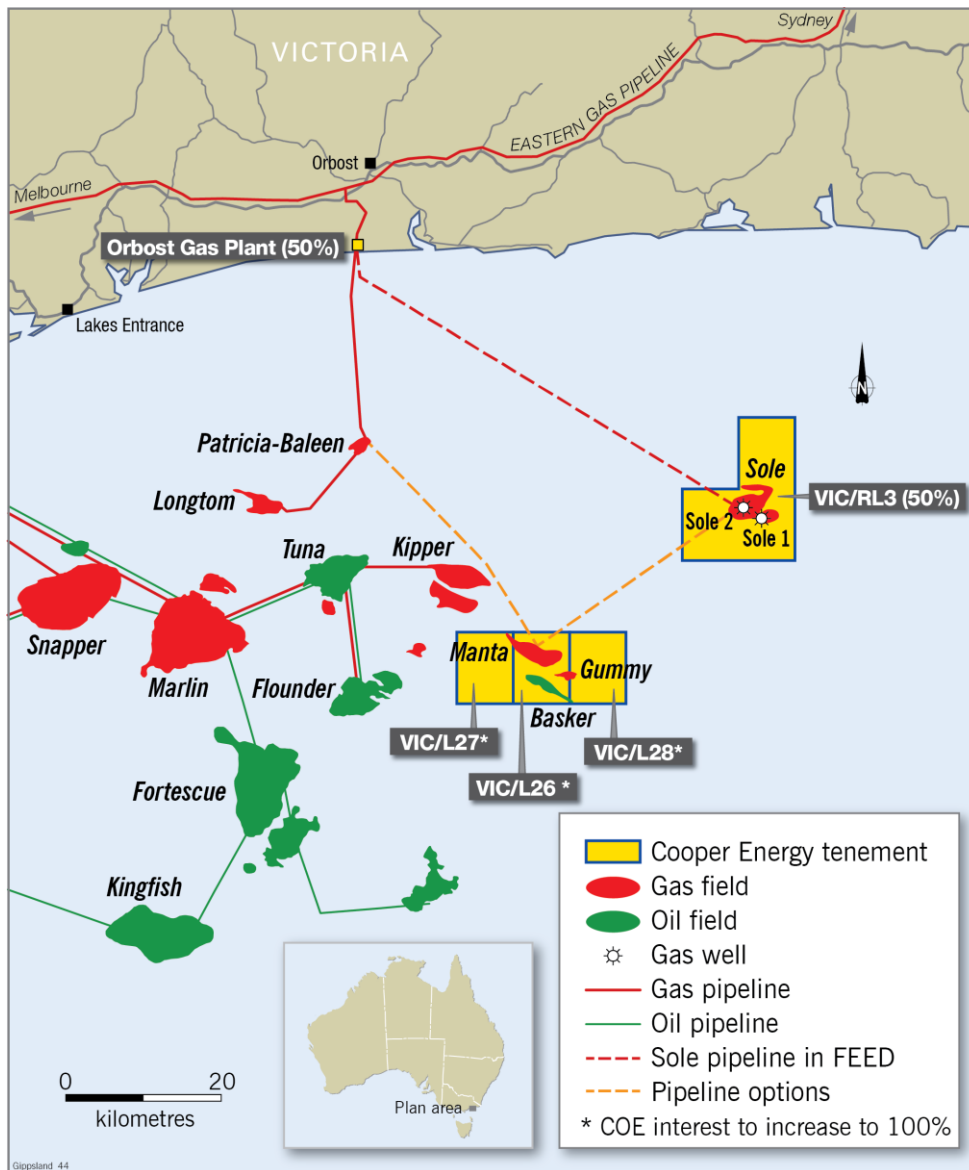 Sydney
VICTORIA
EASTERN GAS PIPELINE
Orbost
Melbourne
Orbost Gas Plant (50%)
Lakes Entrance
N
Patricia-Baleen
Longtom
Sole
VIC/RL3 (50%)
Sole 2
Sole 1
Tuna
Kipper
Snapper
Marlin
Flounder
Manta
Gummy
Basker
VIC/L27*
VIC/L28*
VIC/L26 *
Fortescue
Kingfish
Cooper Energy tenement
Gas field
Oil field
Gas well
Gas pipeline
Oil pipeline
Sole pipeline in FEED
Pipeline options
* COE interest to increase to 100%
0 20
kilometres
Plan area
Gippsland 44